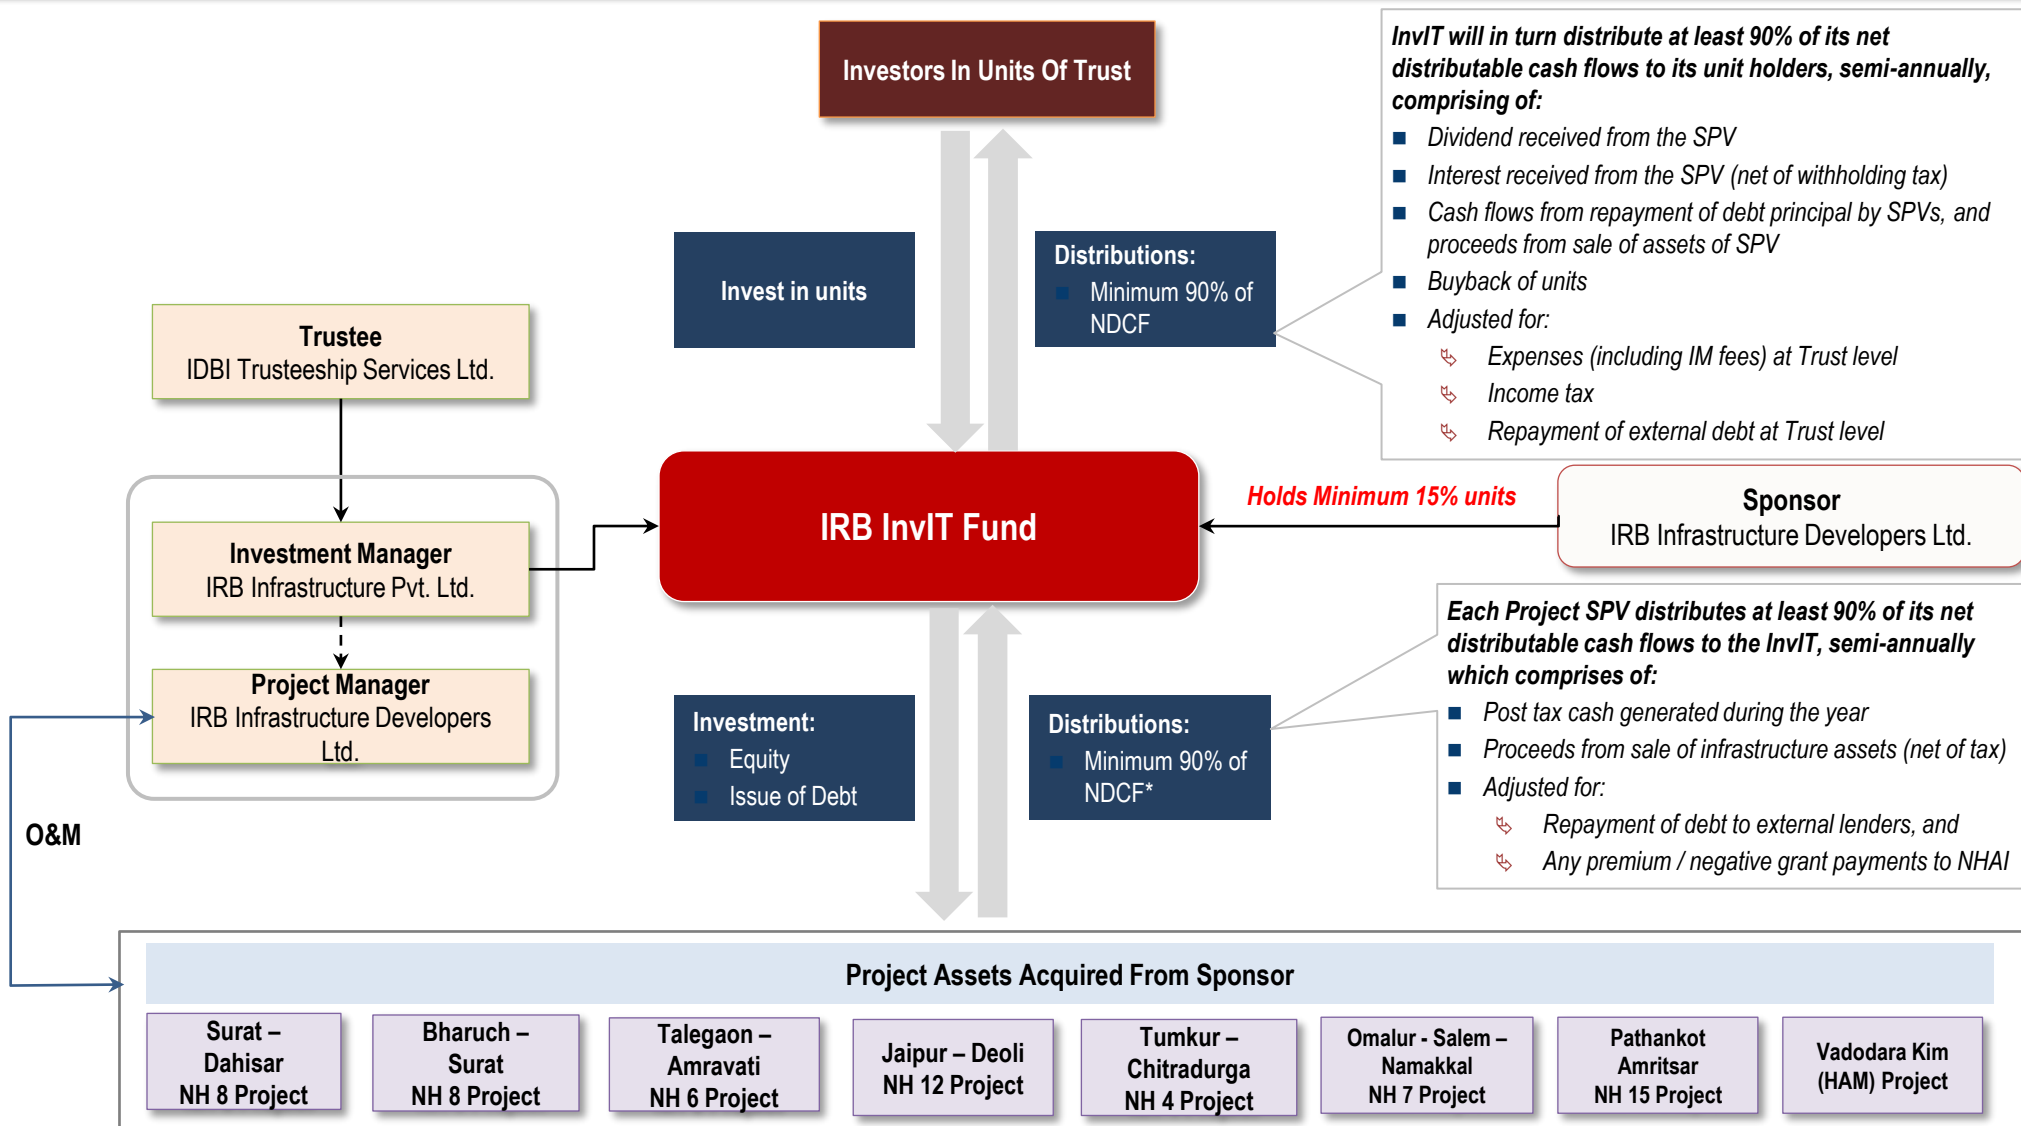 Investors In Units Of Trust
InvIT will in turn distribute at least 90% of its net
distributable cash flows to its unit holders, semi-annually,
comprising of:
Dividend received from the SPV
Interest received from the SPV (net of withholding tax)
Cash flows from repayment of debt principal by SPVs, and
proceeds from sale of assets of SPV
Buyback of units
Adjusted for:
Expenses (including IM fees) at Trust level
Income tax
Repayment of external debt at Trust level
Invest in units
Distributions:
Minimum 90% of
NDCF
Trustee
IDBI Trusteeship Services Ltd.
Investment Manager
IRB Infrastructure Pvt. Ltd.
Project Manager
IRB Infrastructure Developers
Ltd.
IRB InvIT Fund
Holds Minimum 15% units
Sponsor
IRB Infrastructure Developers Ltd.
Each Project SPV distributes at least 90% of its net
distributable cash flows to the InvIT, semi-annually
which comprises of:
Post tax cash generated during the year
Proceeds from sale of infrastructure assets (net of tax)
Adjusted for:
Repayment of debt to external lenders, and
Any premium / negative grant payments to NHAI
Investment:
Equity
Issue of Debt
Distributions:
Minimum 90% of
NDCF*
O&M
Project Assets Acquired From Sponsor
Surat –
Dahisar
NH 8 Project
Bharuch –
Surat
NH 8 Project
Talegaon –
Amravati
NH 6 Project
Jaipur – Deoli
NH 12 Project
Tumkur –
Chitradurga
NH 4 Project
Omalur - Salem –
Namakkal
NH 7 Project
Pathankot
Amritsar
NH 15 Project
Vadodara Kim
(HAM) Project